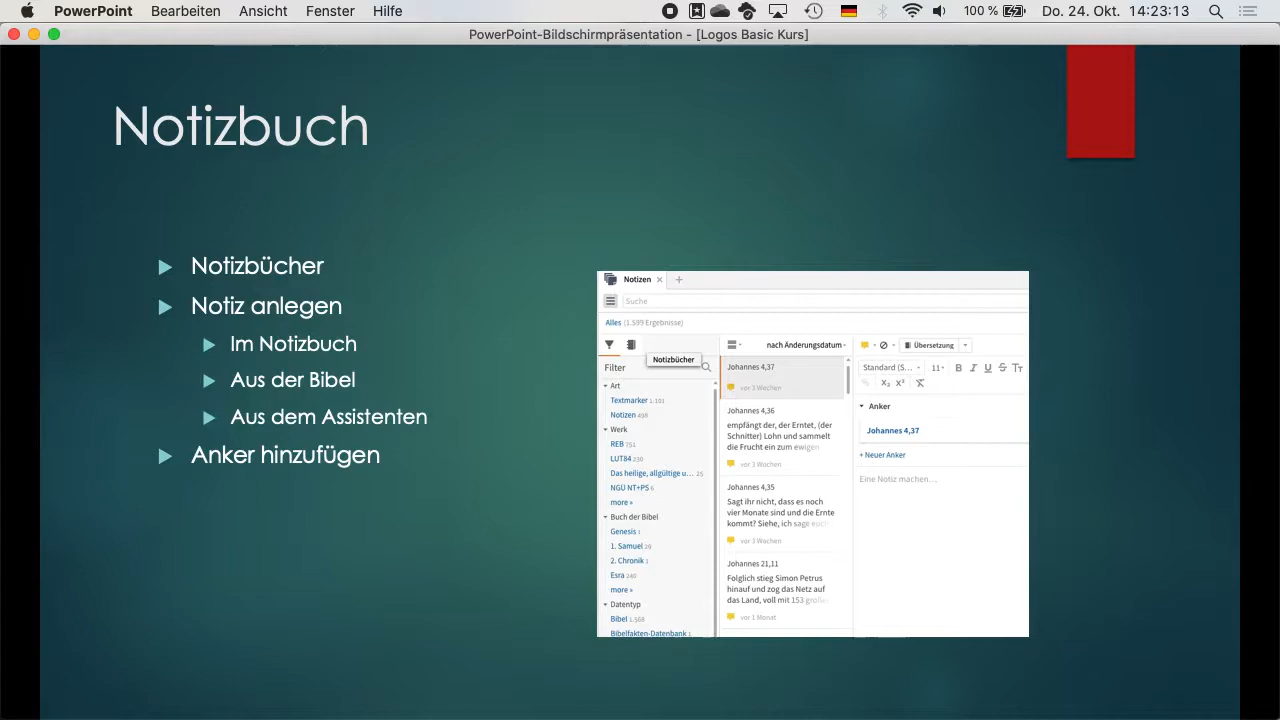 PowerPoint Bearbeiten Ansicht Fenster Hilfe 100 % Do. 24. Okt. 14:23:13
PowerPoint-Bildschirmpräsentation - [Logos Basic Kurs]
Notizbuch
Notizbücher
Notiz anlegen
Im Notizbuch
Aus der Bibel
Aus dem Assistenten
Anker hinzufügen
Notizen
Suche
Alles (1.599 Ergebnisse)
Notizbücher
Filter
Art
Textmarker 1.101
Notizen 498
Werk
REB 751
LUT84 230
Das heilige, allgültige u... 25
NGÜ NT+PS 6
more »
Buch der Bibel
Genesis 1
1. Samuel 29
2. Chronik 1
Esra 240
more »
Datentyp
Bibel 1.568
Bibelfakten-Datenbank 1
nach Änderungsdatum
Johannes 4,37
vor 3 Wochen
Johannes 4,36
empfängt der, der Erntet, (der
Schnitter) Lohn und sammelt
die Frucht ein zum ewigen
vor 3 Wochen
Johannes 4,35
Sagt ihr nicht, dass es noch
vier Monate sind und die Ernte
kommt? Siehe, ich sage euch
vor 3 Wochen
Johannes 21,11
Folglich stieg Simon Petrus
hinauf und zog das Netz auf
das Land, voll mit 153 große
vor 1 Monat
Übersetzung
Standard (S... 11 B I U S TT
X₂ X²
Anker
Johannes 4,37
+ Neuer Anker
Eine Notiz machen....